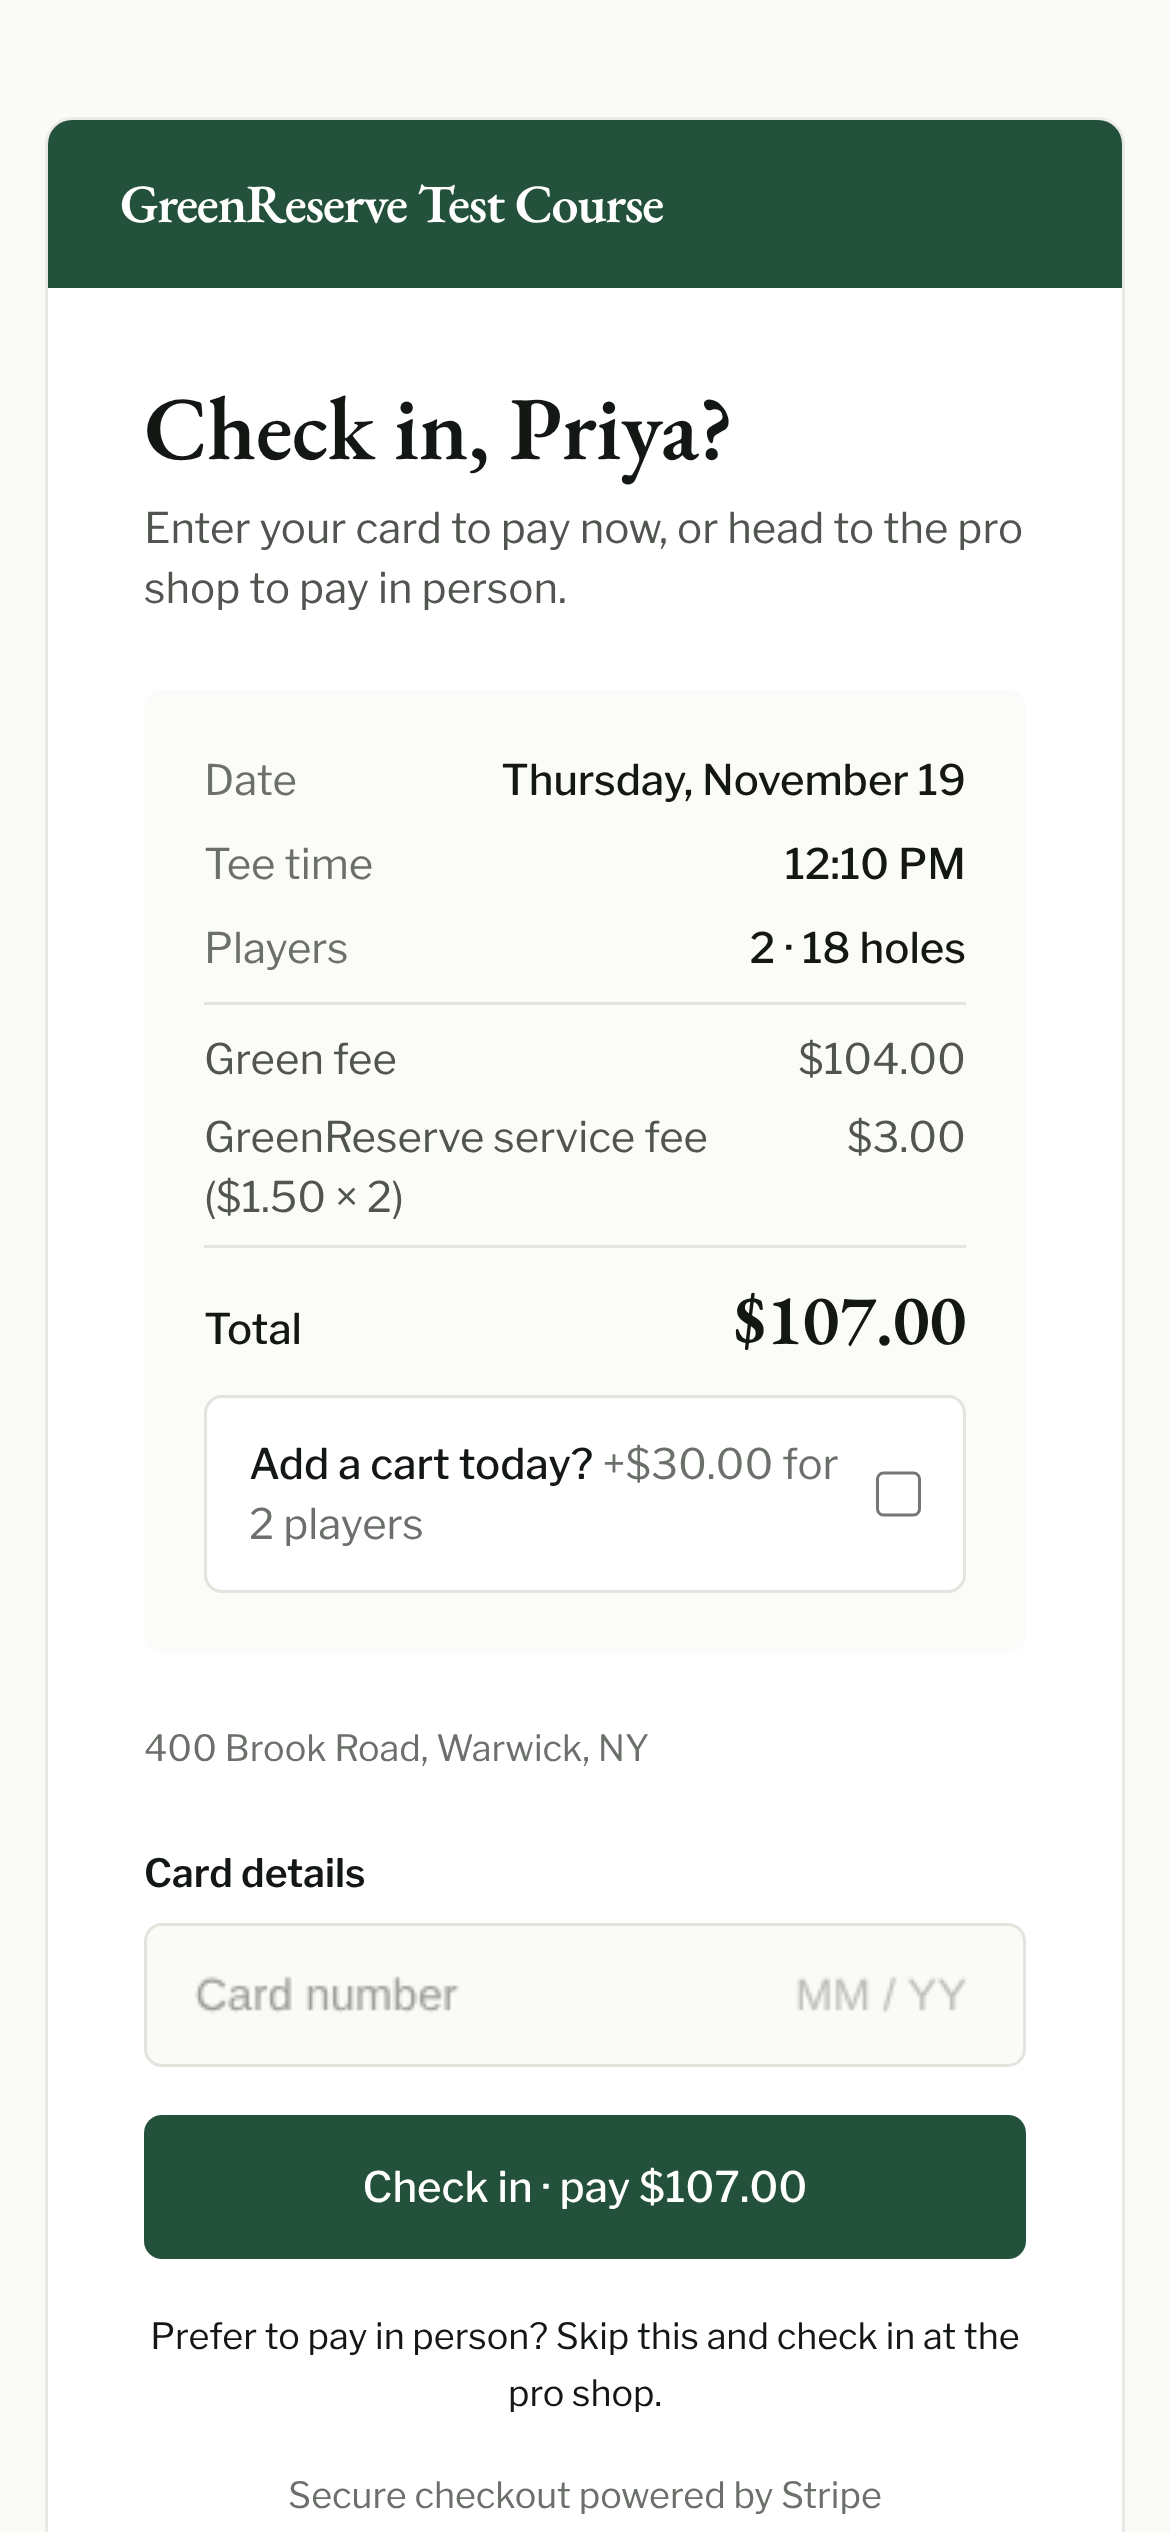 GreenReserve Test Course
Check in, Priya?
Enter your card to pay now, or head to the pro
shop to pay in person.
Date Thursday, November 19
Tee time 12:10 PM
Players 2 · 18 holes
Green fee $104.00
GreenReserve service fee $3.00
($1.50 × 2)
Total $107.00
Add a cart today? +$30.00 for
2 players
400 Brook Road, Warwick, NY
Card details
Card number MM / YY
Check in · pay $107.00
Prefer to pay in person? Skip this and check in at the
pro shop.
Secure checkout powered by Stripe